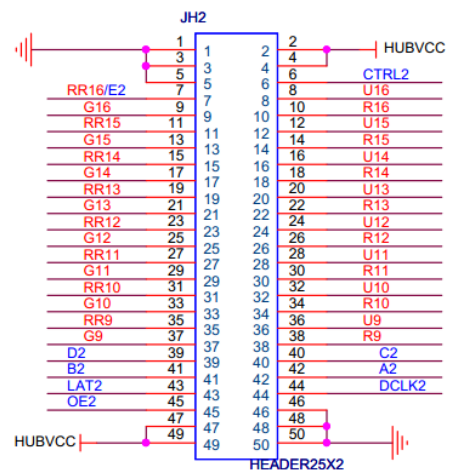 JH2
1 1 2 2 HUBVCC
3 3 4 4
5 5 6 6 CTRL2
RR16/E2 7 7 8 8 U16
G16 9 9 10 10 R16
RR15 11 11 12 12 U15
G15 13 13 14 14 R15
RR14 15 15 16 16 U14
G14 17 17 18 18 R14
RR13 19 19 20 20 U13
G13 21 21 22 22 R13
RR12 23 23 24 24 U12
G12 25 25 26 26 R12
RR11 27 27 28 28 U11
G11 29 29 30 30 R11
RR10 31 31 32 32 U10
G10 33 33 34 34 R10
RR9 35 35 36 36 U9
G9 37 37 38 38 R9
D2 39 39 40 40 C2
B2 41 41 42 42 A2
LAT2 43 43 44 44 DCLK2
OE2 45 45 46 46
47 47 48 48
HUBVCC 49 49 50 50
HEADER25X2